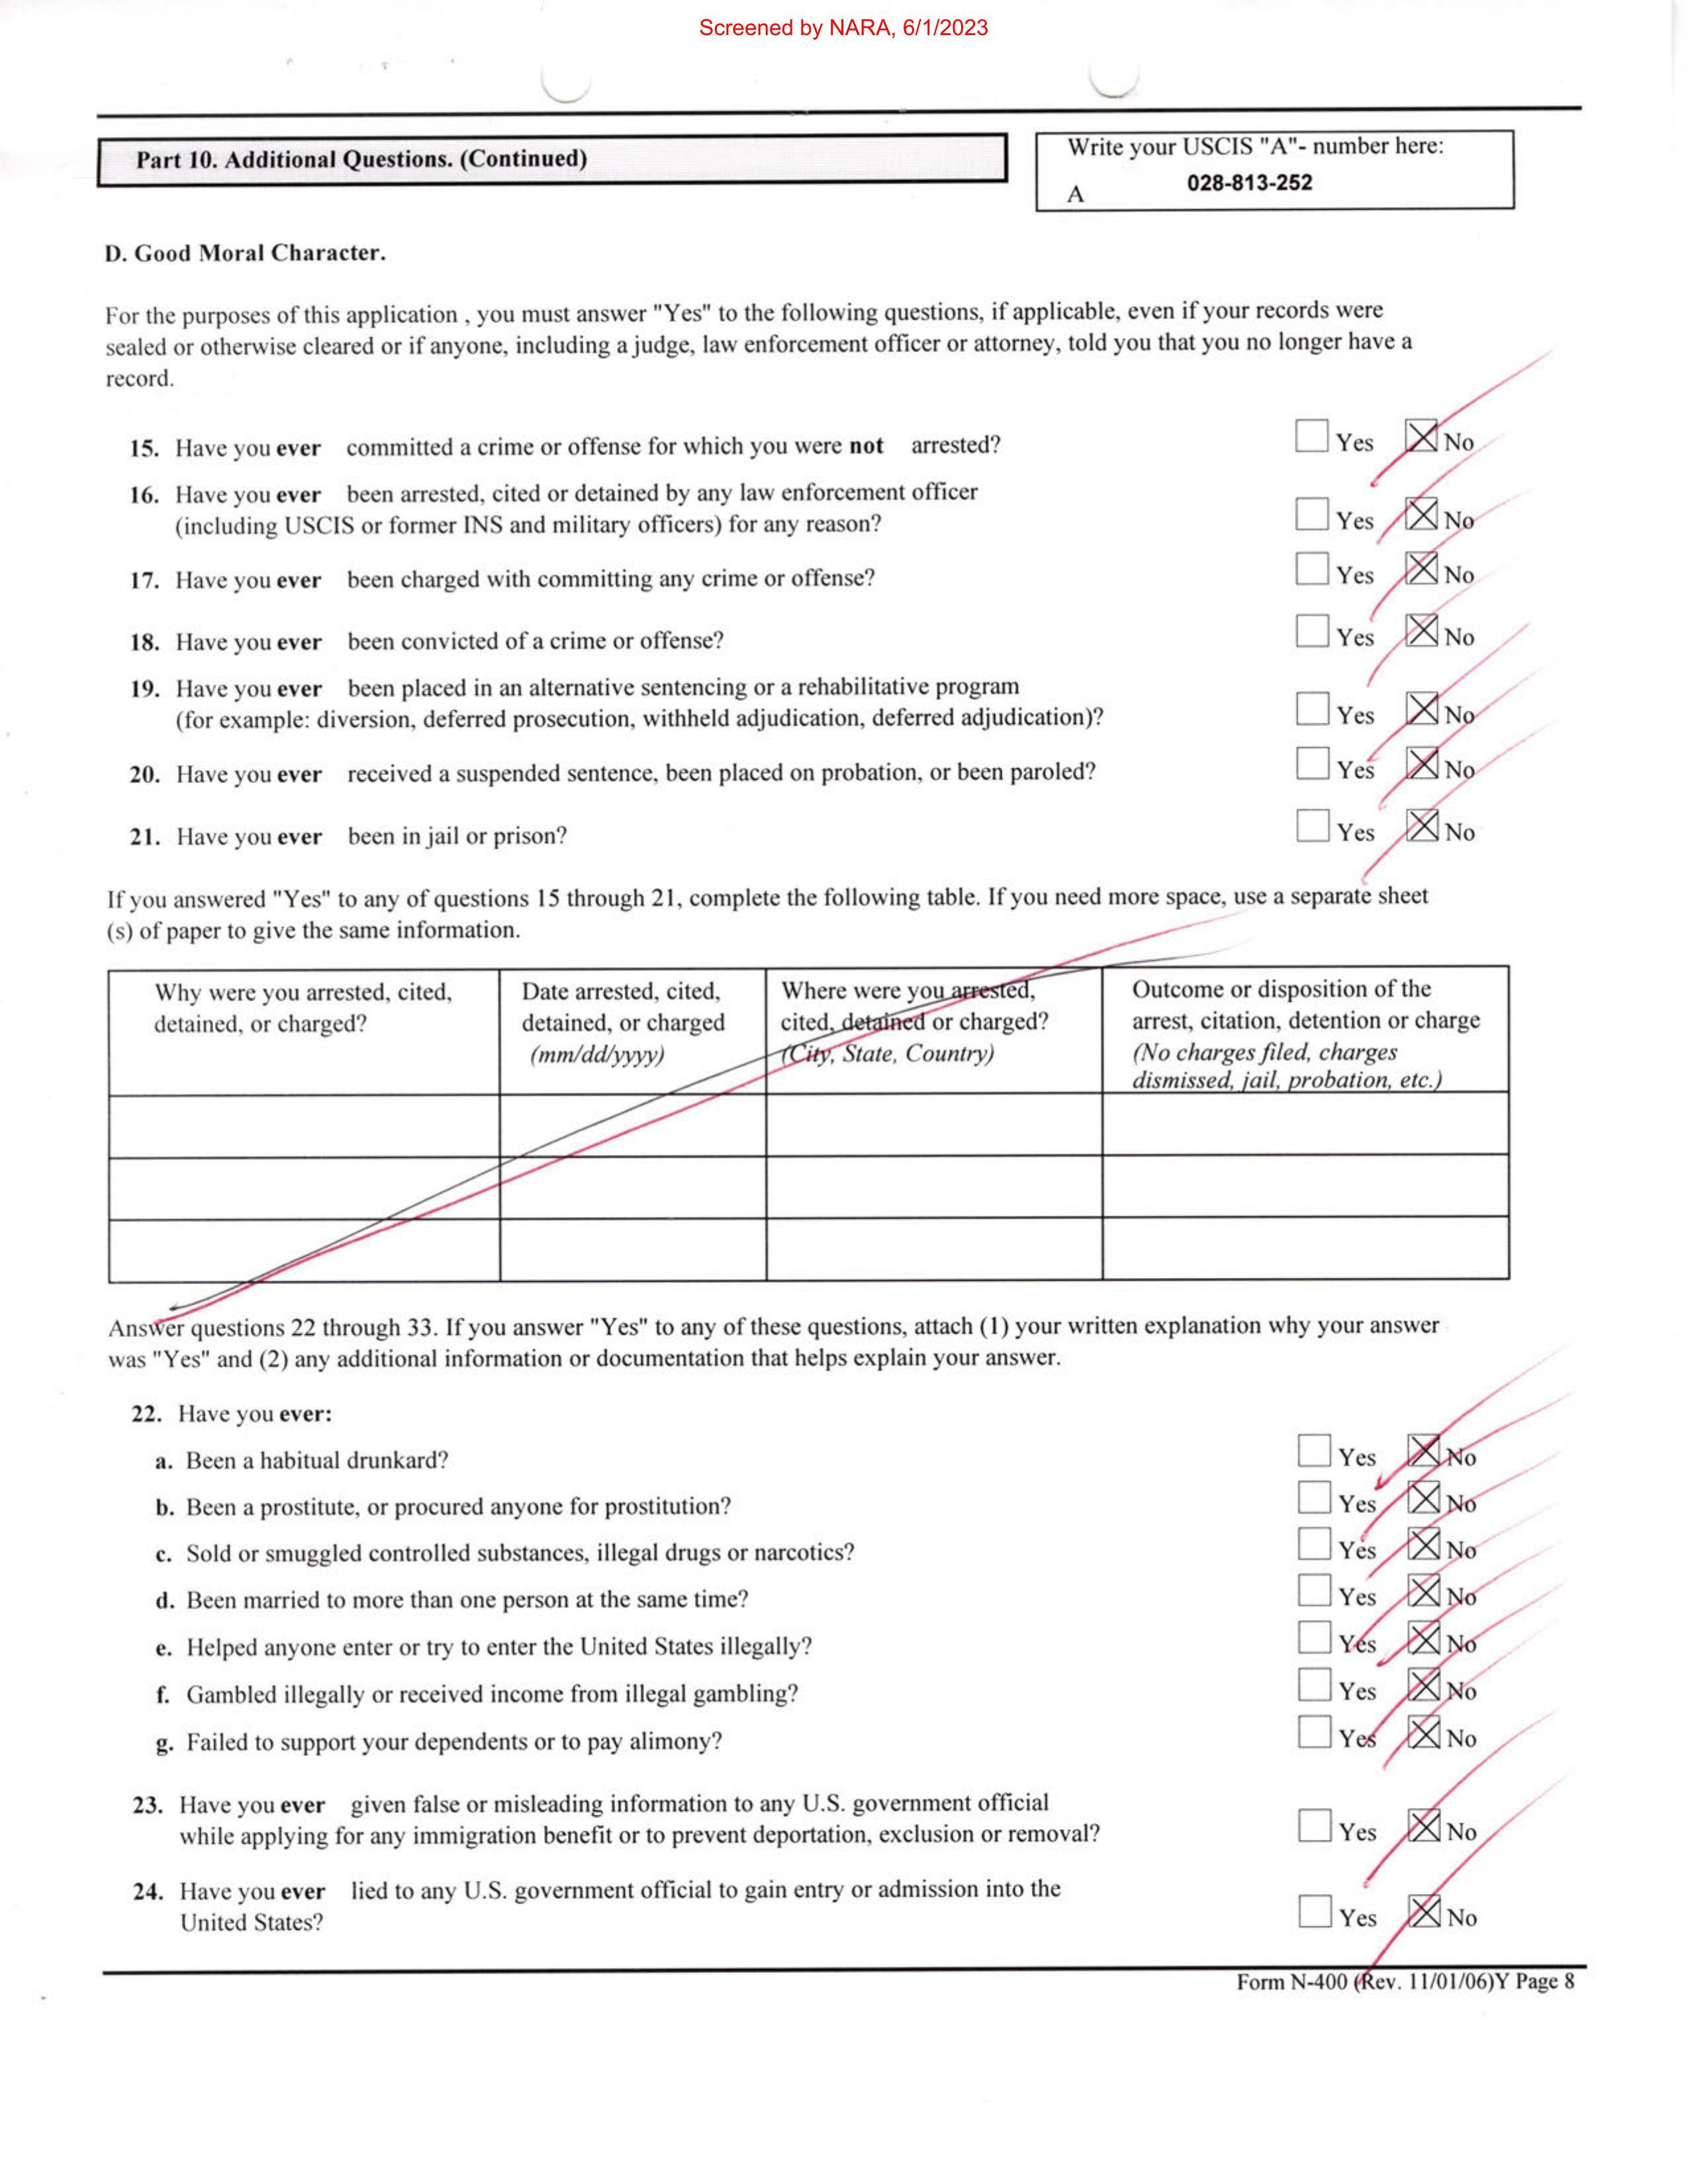 Screened by NARA, 6/1/2023
Part 10. Additional Questions. (Continued)
Write your USCIS "A"- number here:
A 028-813-252
D. Good Moral Character.
For the purposes of this application , you must answer "Yes" to the following questions, if applicable, even if your records were
sealed or otherwise cleared or if anyone, including a judge, law enforcement officer or attorney, told you that you no longer have a
record.
15. Have you ever committed a crime or offense for which you were not arrested? Yes No
16. Have you ever been arrested, cited or detained by any law enforcement officer
(including USCIS or former INS and military officers) for any reason? Yes No
17. Have you ever been charged with committing any crime or offense? Yes No
18. Have you ever been convicted of a crime or offense? Yes No
19. Have you ever been placed in an alternative sentencing or a rehabilitative program
(for example: diversion, deferred prosecution, withheld adjudication, deferred adjudication)? Yes No
20. Have you ever received a suspended sentence, been placed on probation, or been paroled? Yes No
21. Have you ever been in jail or prison? Yes No
If you answered "Yes" to any of questions 15 through 21, complete the following table. If you need more space, use a separate sheet
(s) of paper to give the same information.
Why were you arrested, cited,
detained, or charged?
Date arrested, cited,
detained, or charged
(mm/dd/yyyy)
Where were you arrested,
cited, detained or charged?
(City, State, Country)
Outcome or disposition of the
arrest, citation, detention or charge
(No charges filed, charges
dismissed, jail, probation, etc.)
Answer questions 22 through 33. If you answer "Yes" to any of these questions, attach (1) your written explanation why your answer
was "Yes" and (2) any additional information or documentation that helps explain your answer.
22. Have you ever:
a. Been a habitual drunkard? Yes No
b. Been a prostitute, or procured anyone for prostitution? Yes No
c. Sold or smuggled controlled substances, illegal drugs or narcotics? Yes No
d. Been married to more than one person at the same time? Yes No
e. Helped anyone enter or try to enter the United States illegally? Yes No
f. Gambled illegally or received income from illegal gambling? Yes No
g. Failed to support your dependents or to pay alimony? Yes No
23. Have you ever given false or misleading information to any U.S. government official
while applying for any immigration benefit or to prevent deportation, exclusion or removal? Yes No
24. Have you ever lied to any U.S. government official to gain entry or admission into the
United States? Yes No
Form N-400 (Rev. 11/01/06)Y Page 8